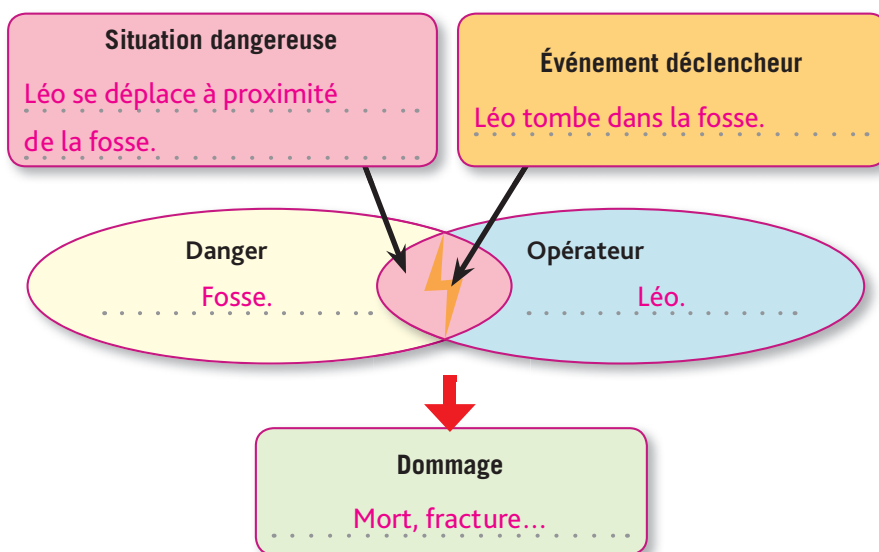 Situation dangereuse
Léo se déplace à proximité
de la fosse.
Événement déclencheur
Léo tombe dans la fosse.
Danger
Fosse.
Opérateur
Léo.
Dommage
Mort, fracture…